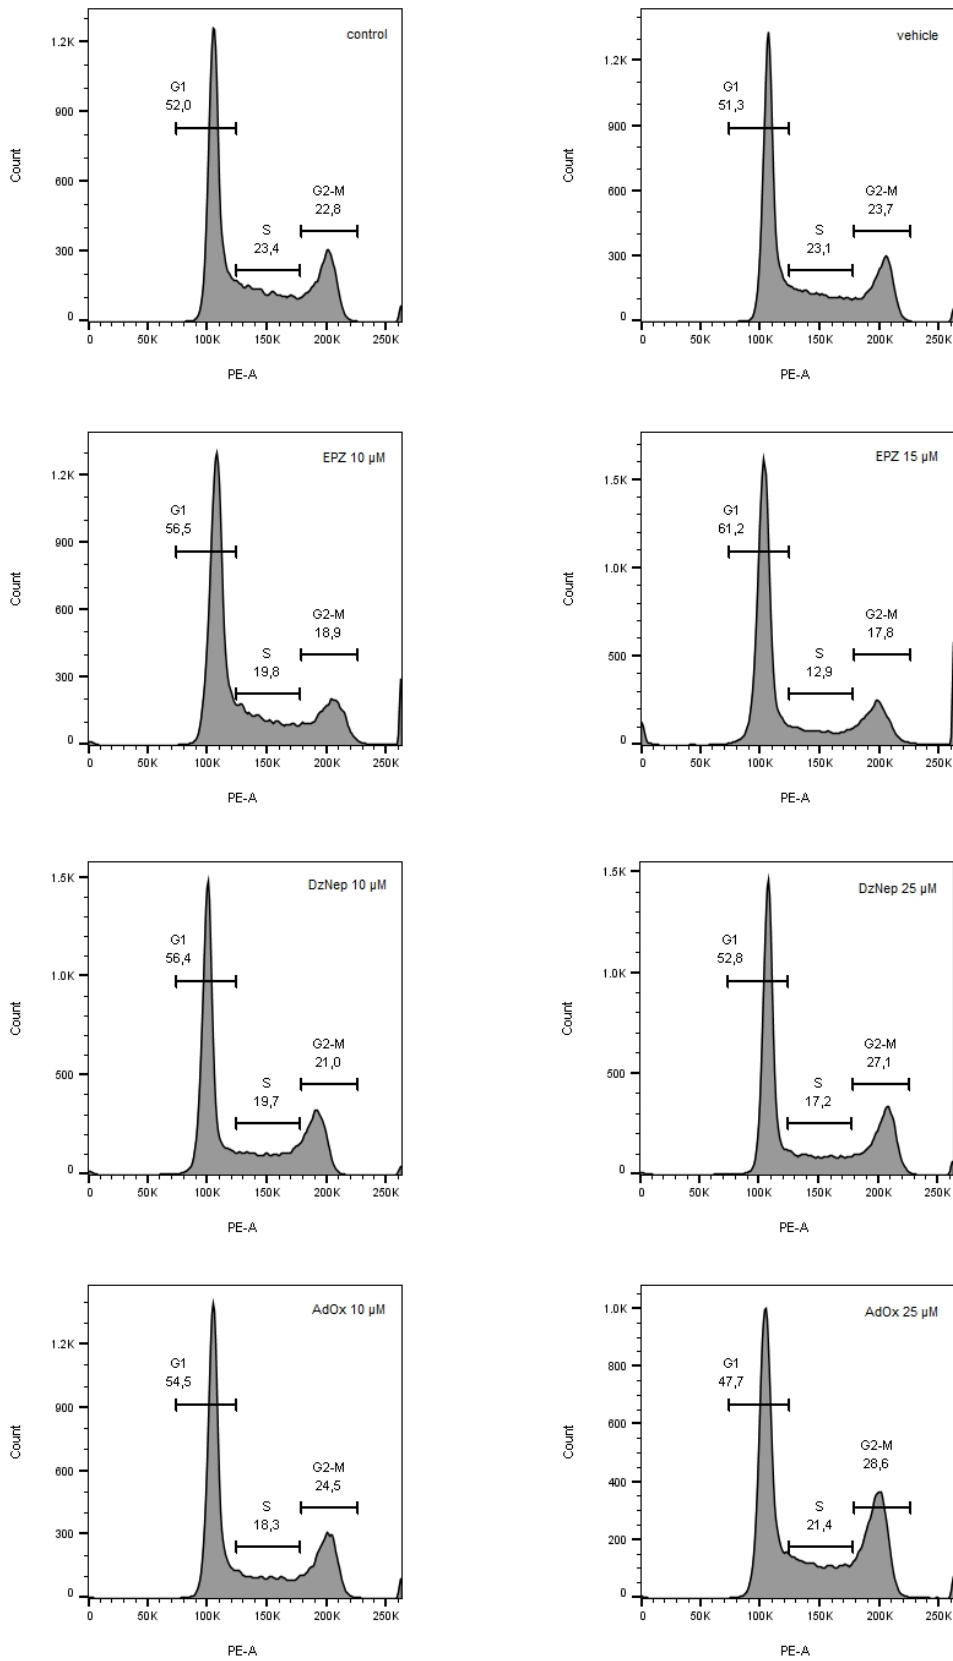 control
G1
52,0
S
23,4
G2-M
22,8
1.2K
900
600
300
0
Count
0 50K 100K 150K 200K 250K
PE-A
vehicle
G1
51,3
S
23,1
G2-M
23,7
1.2K
900
600
300
0
Count
0 50K 100K 150K 200K 250K
PE-A
EPZ 10 µM
G1
56,5
S
19,8
G2-M
18,9
1.2K
900
600
300
0
Count
0 50K 100K 150K 200K 250K
PE-A
EPZ 15 µM
G1
61,2
S
12,9
G2-M
17,8
1.5K
1.0K
500
0
Count
0 50K 100K 150K 200K 250K
PE-A
DzNep 10 µM
G1
56,4
S
19,7
G2-M
21,0
1.5K
1.0K
500
0
Count
0 50K 100K 150K 200K 250K
PE-A
DzNep 25 µM
G1
52,8
S
17,2
G2-M
27,1
1.5K
1.0K
500
0
Count
0 50K 100K 150K 200K 250K
PE-A
AdOx 10 µM
G1
54,5
S
18,3
G2-M
24,5
1.2K
900
600
300
0
Count
0 50K 100K 150K 200K 250K
PE-A
AdOx 25 µM
G1
47,7
S
21,4
G2-M
28,6
1.0K
800
600
400
200
0
Count
0 50K 100K 150K 200K 250K
PE-A